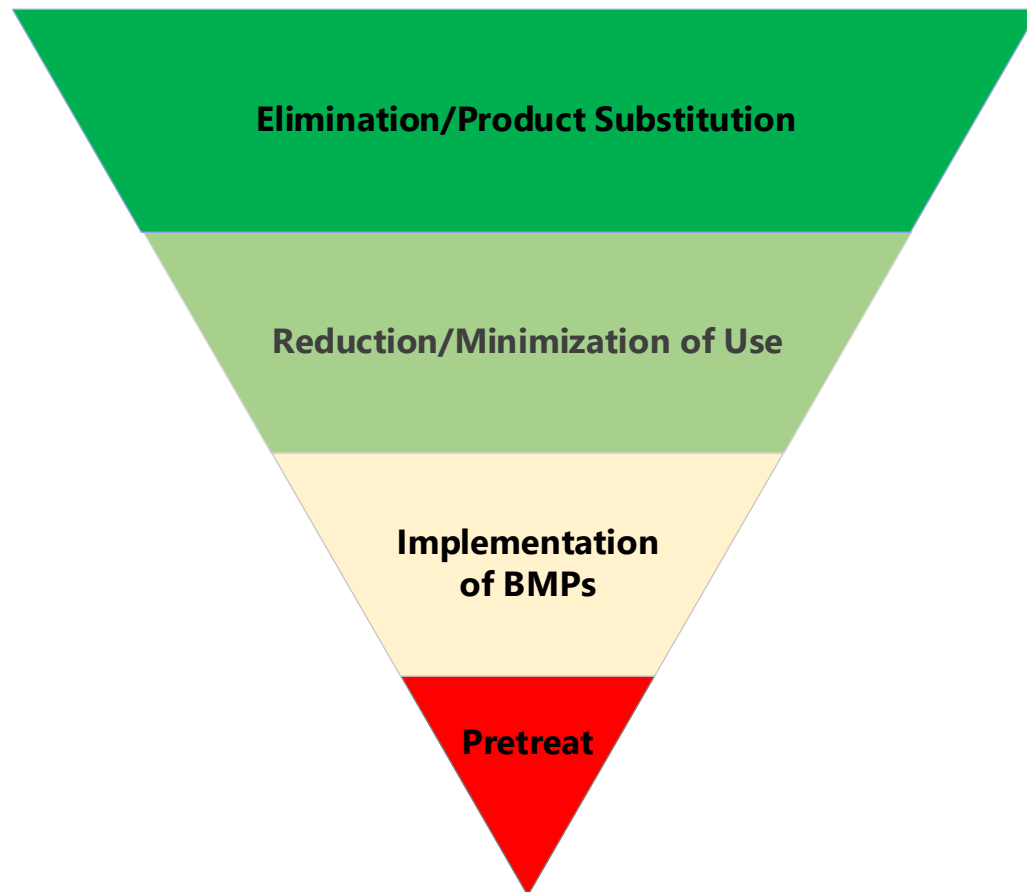 Elimination/Product Substitution
Reduction/Minimization of Use
Implementation
of BMPs
Pretreat